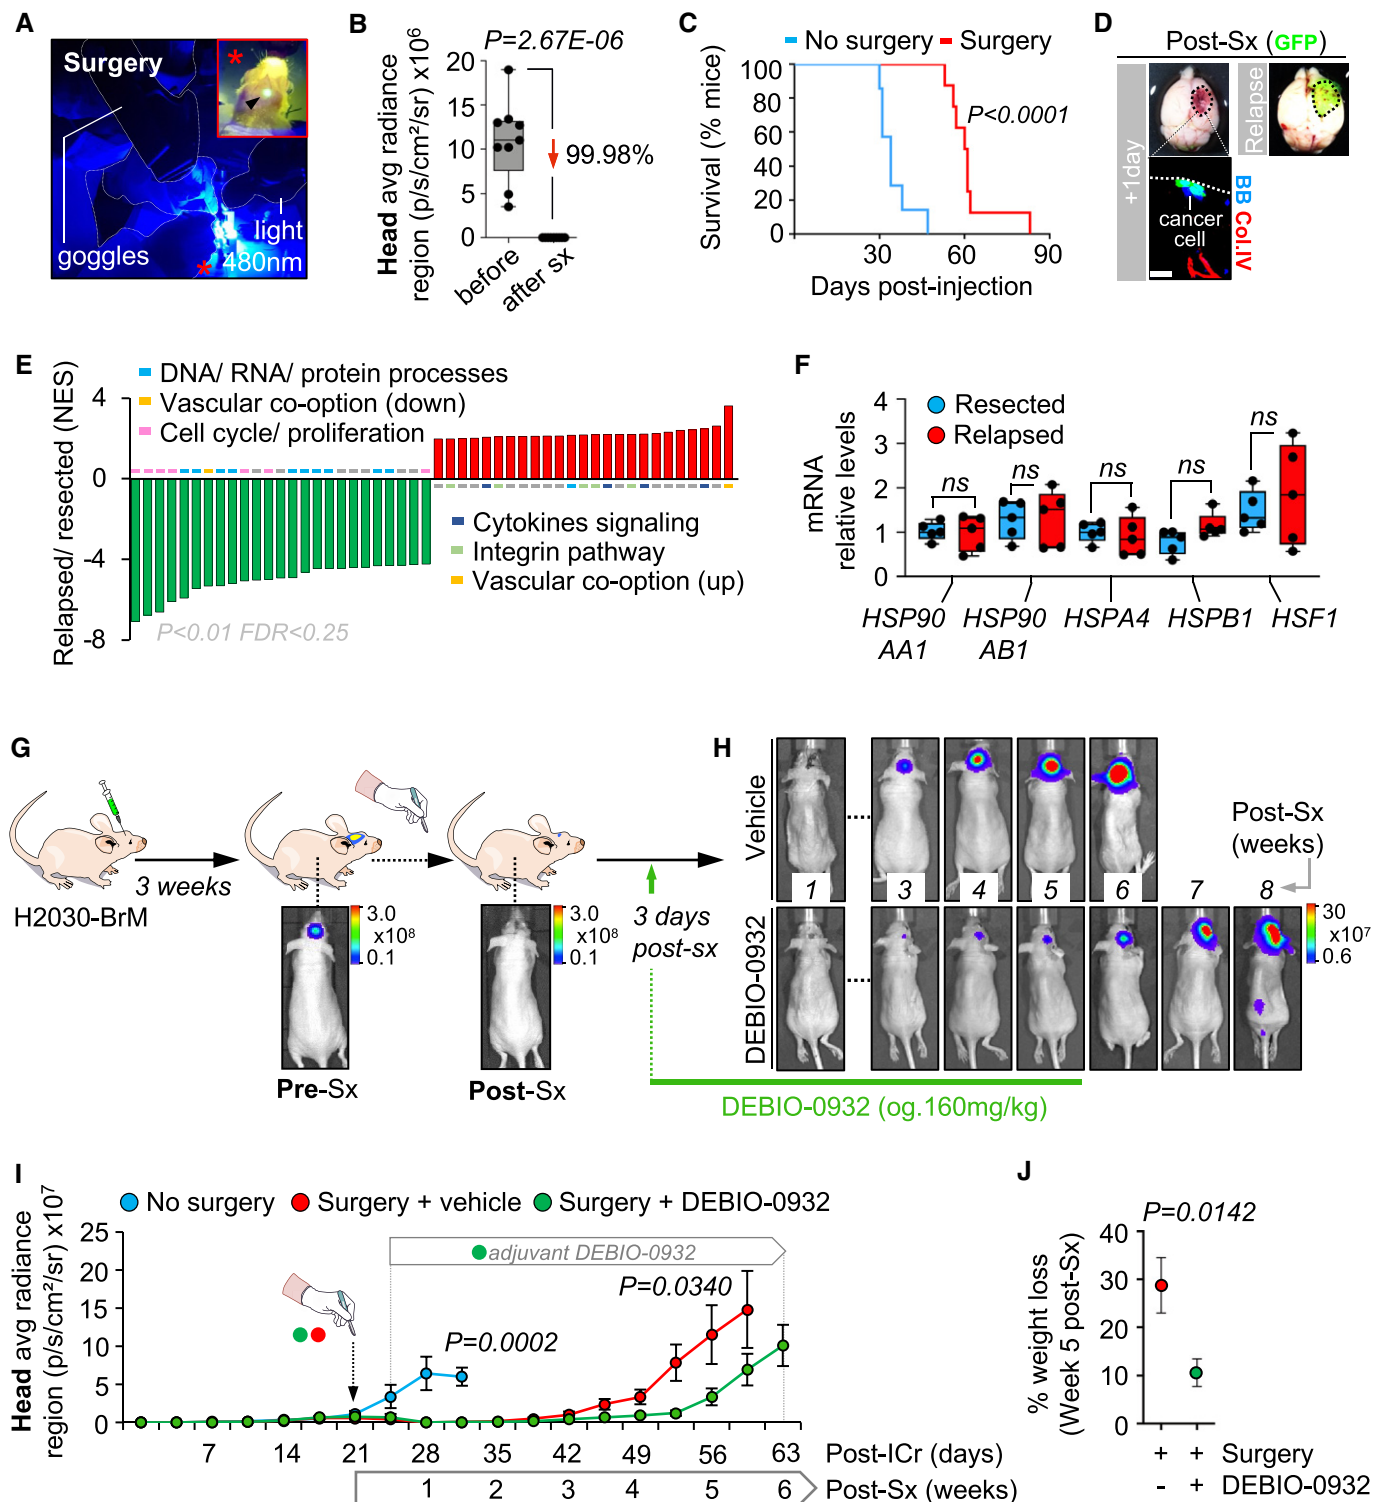 A
Surgery
*
goggles
light
480nm
*
B
P=2.67E-06
Head avg radiance
region (p/s/cm²/sr) x10⁶
20
15
10
5
0
99.98%
before
after sx
C
No surgery
Surgery
Survival (% mice)
100
80
60
40
20
P<0.0001
30
60
90
Days post-injection
D
Post-Sx (GFP)
+1day
Relapse
cancer
cell
BB Col.IV
E
Relapsed/ resected (NES)
DNA/ RNA/ protein processes
Vascular co-option (down)
Cell cycle/ proliferation
4
0
-4
-8
Cytokines signaling
Integrin pathway
Vascular co-option (up)
P<0.01 FDR<0.25
F
mRNA
relative levels
4
3
2
1
0
Resected
Relapsed
ns
ns
ns
ns
ns
HSP90
AA1
HSP90
AB1
HSPA4
HSPB1
HSF1
G
H2030-BrM
3 weeks
3.0
x10⁸
0.1
Pre-Sx
3.0
x10⁸
0.1
Post-Sx
3 days
post-sx
DEBIO-0932 (og.160mg/kg)
H
Vehicle
DEBIO-0932
1
3
4
5
6
7
8
Post-Sx
(weeks)
30
x10⁷
0.6
I
No surgery
Surgery + vehicle
Surgery + DEBIO-0932
Head avg radiance
region (p/s/cm²/sr) x10⁷
25
20
15
10
5
0
adjuvant DEBIO-0932
P=0.0002
P=0.0340
7 14 21 28 35 42 49 56 63 Post-ICr (days)
1 2 3 4 5 6 Post-Sx (weeks)
J
P=0.0142
% weight loss
(Week 5 post-Sx)
40
30
20
10
0
+ + Surgery
- + DEBIO-0932